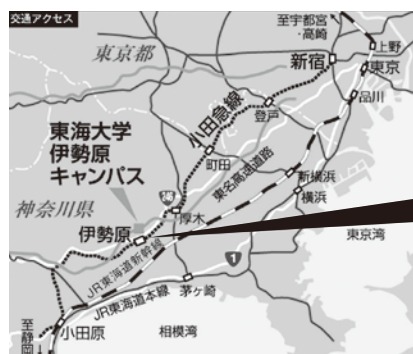 交通アクセス
至宇都宮
・高崎
上野
東京都
新宿
東京
品川
登戸
小田急線
東海大学
伊勢原
キャンパス
町田
東名高速道路
新横浜
横浜
神奈川県
厚木
伊勢原
東京湾
JR東海道新幹線
1
JR東海道本線
茅ヶ崎
小田原
至静岡
相模湾